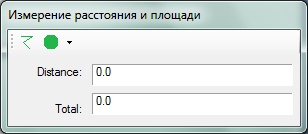 Измерение расстояния и площади
Distance: 0.0
Total: 0.0